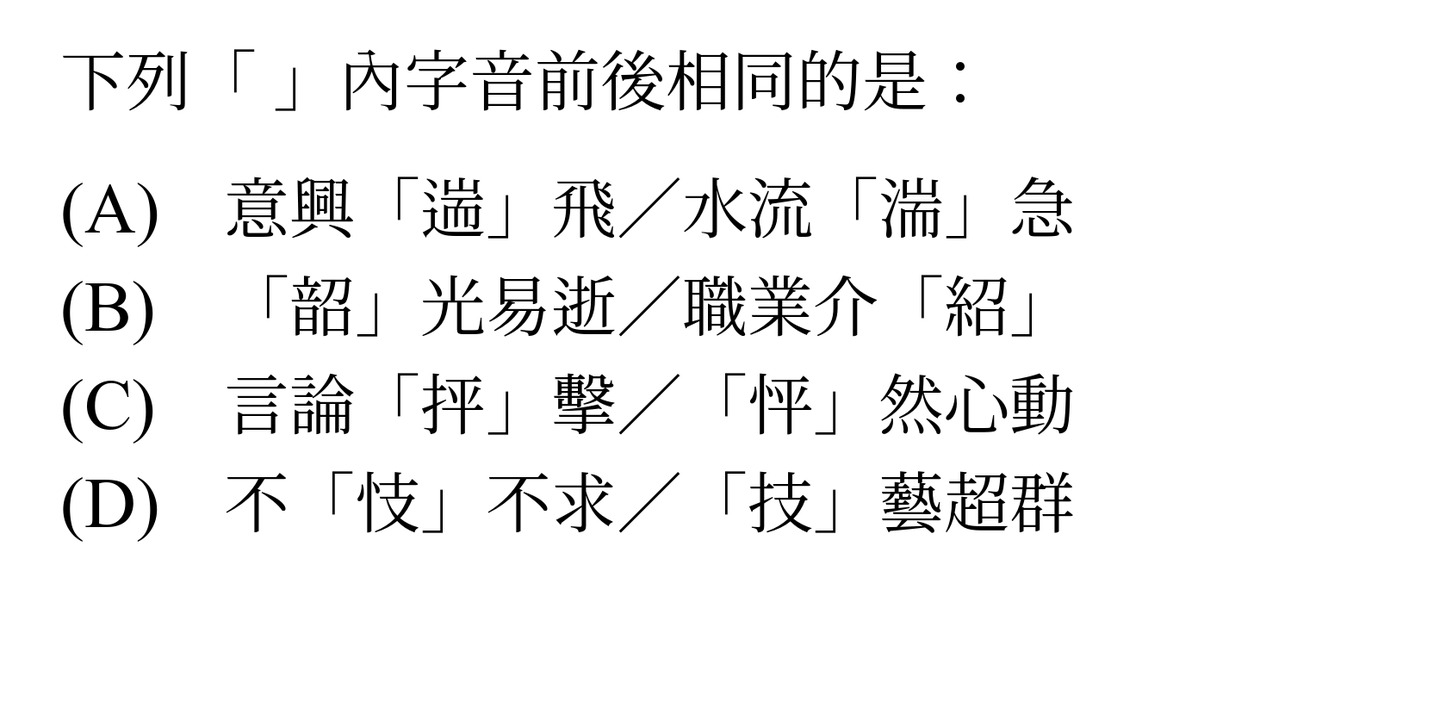 下列「 」內字音前後相同的是：
(A) 意興「遄」飛／水流「湍」急
(B) 「韶」光易逝／職業介「紹」
(C) 言論「抨」擊／「怦」然心動
(D) 不「忮」不求／「技」藝超群